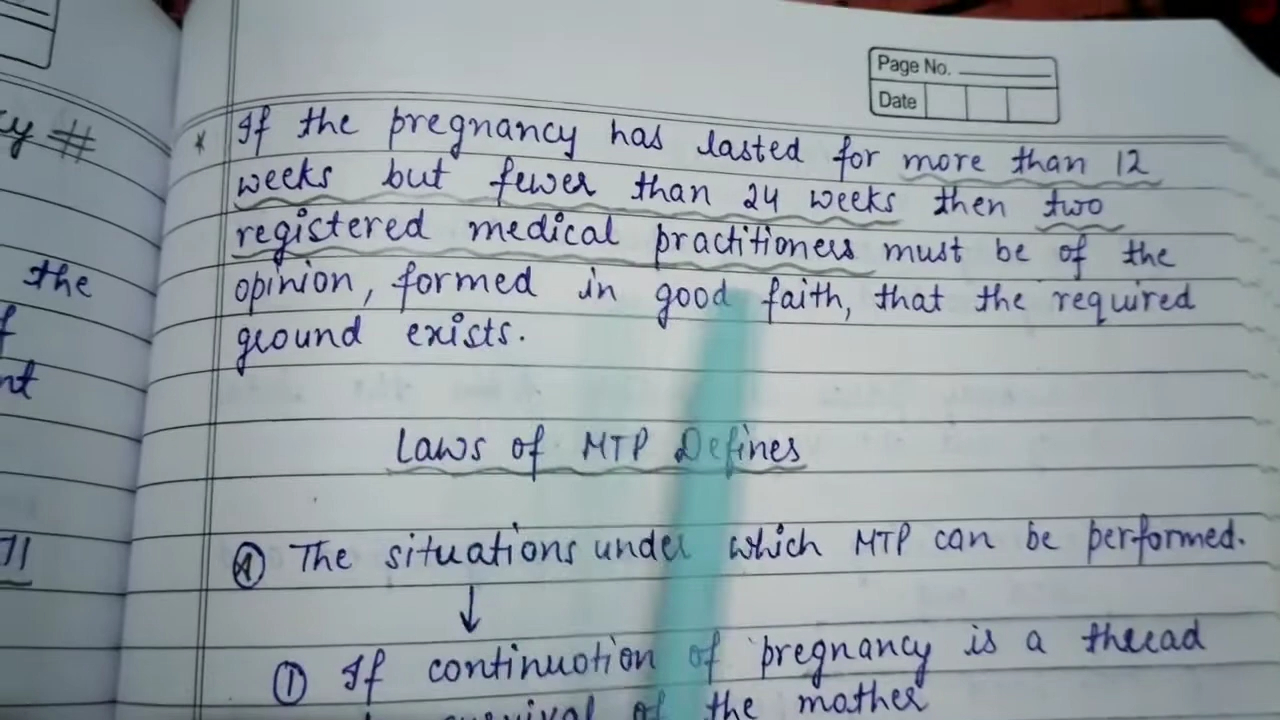 Page No.
Date
cy #
* If the pregnancy has lasted for more than 12
weeks but fewer than 24 weeks then two
registered medical practitioners must be of the
opinion, formed in good faith, that the required
ground exists.
the
f
nt
71
Laws of MTP Defines
A The situations under which MTP can be performed.
↓
1 If continuation of pregnancy is a thread
survival of the mother